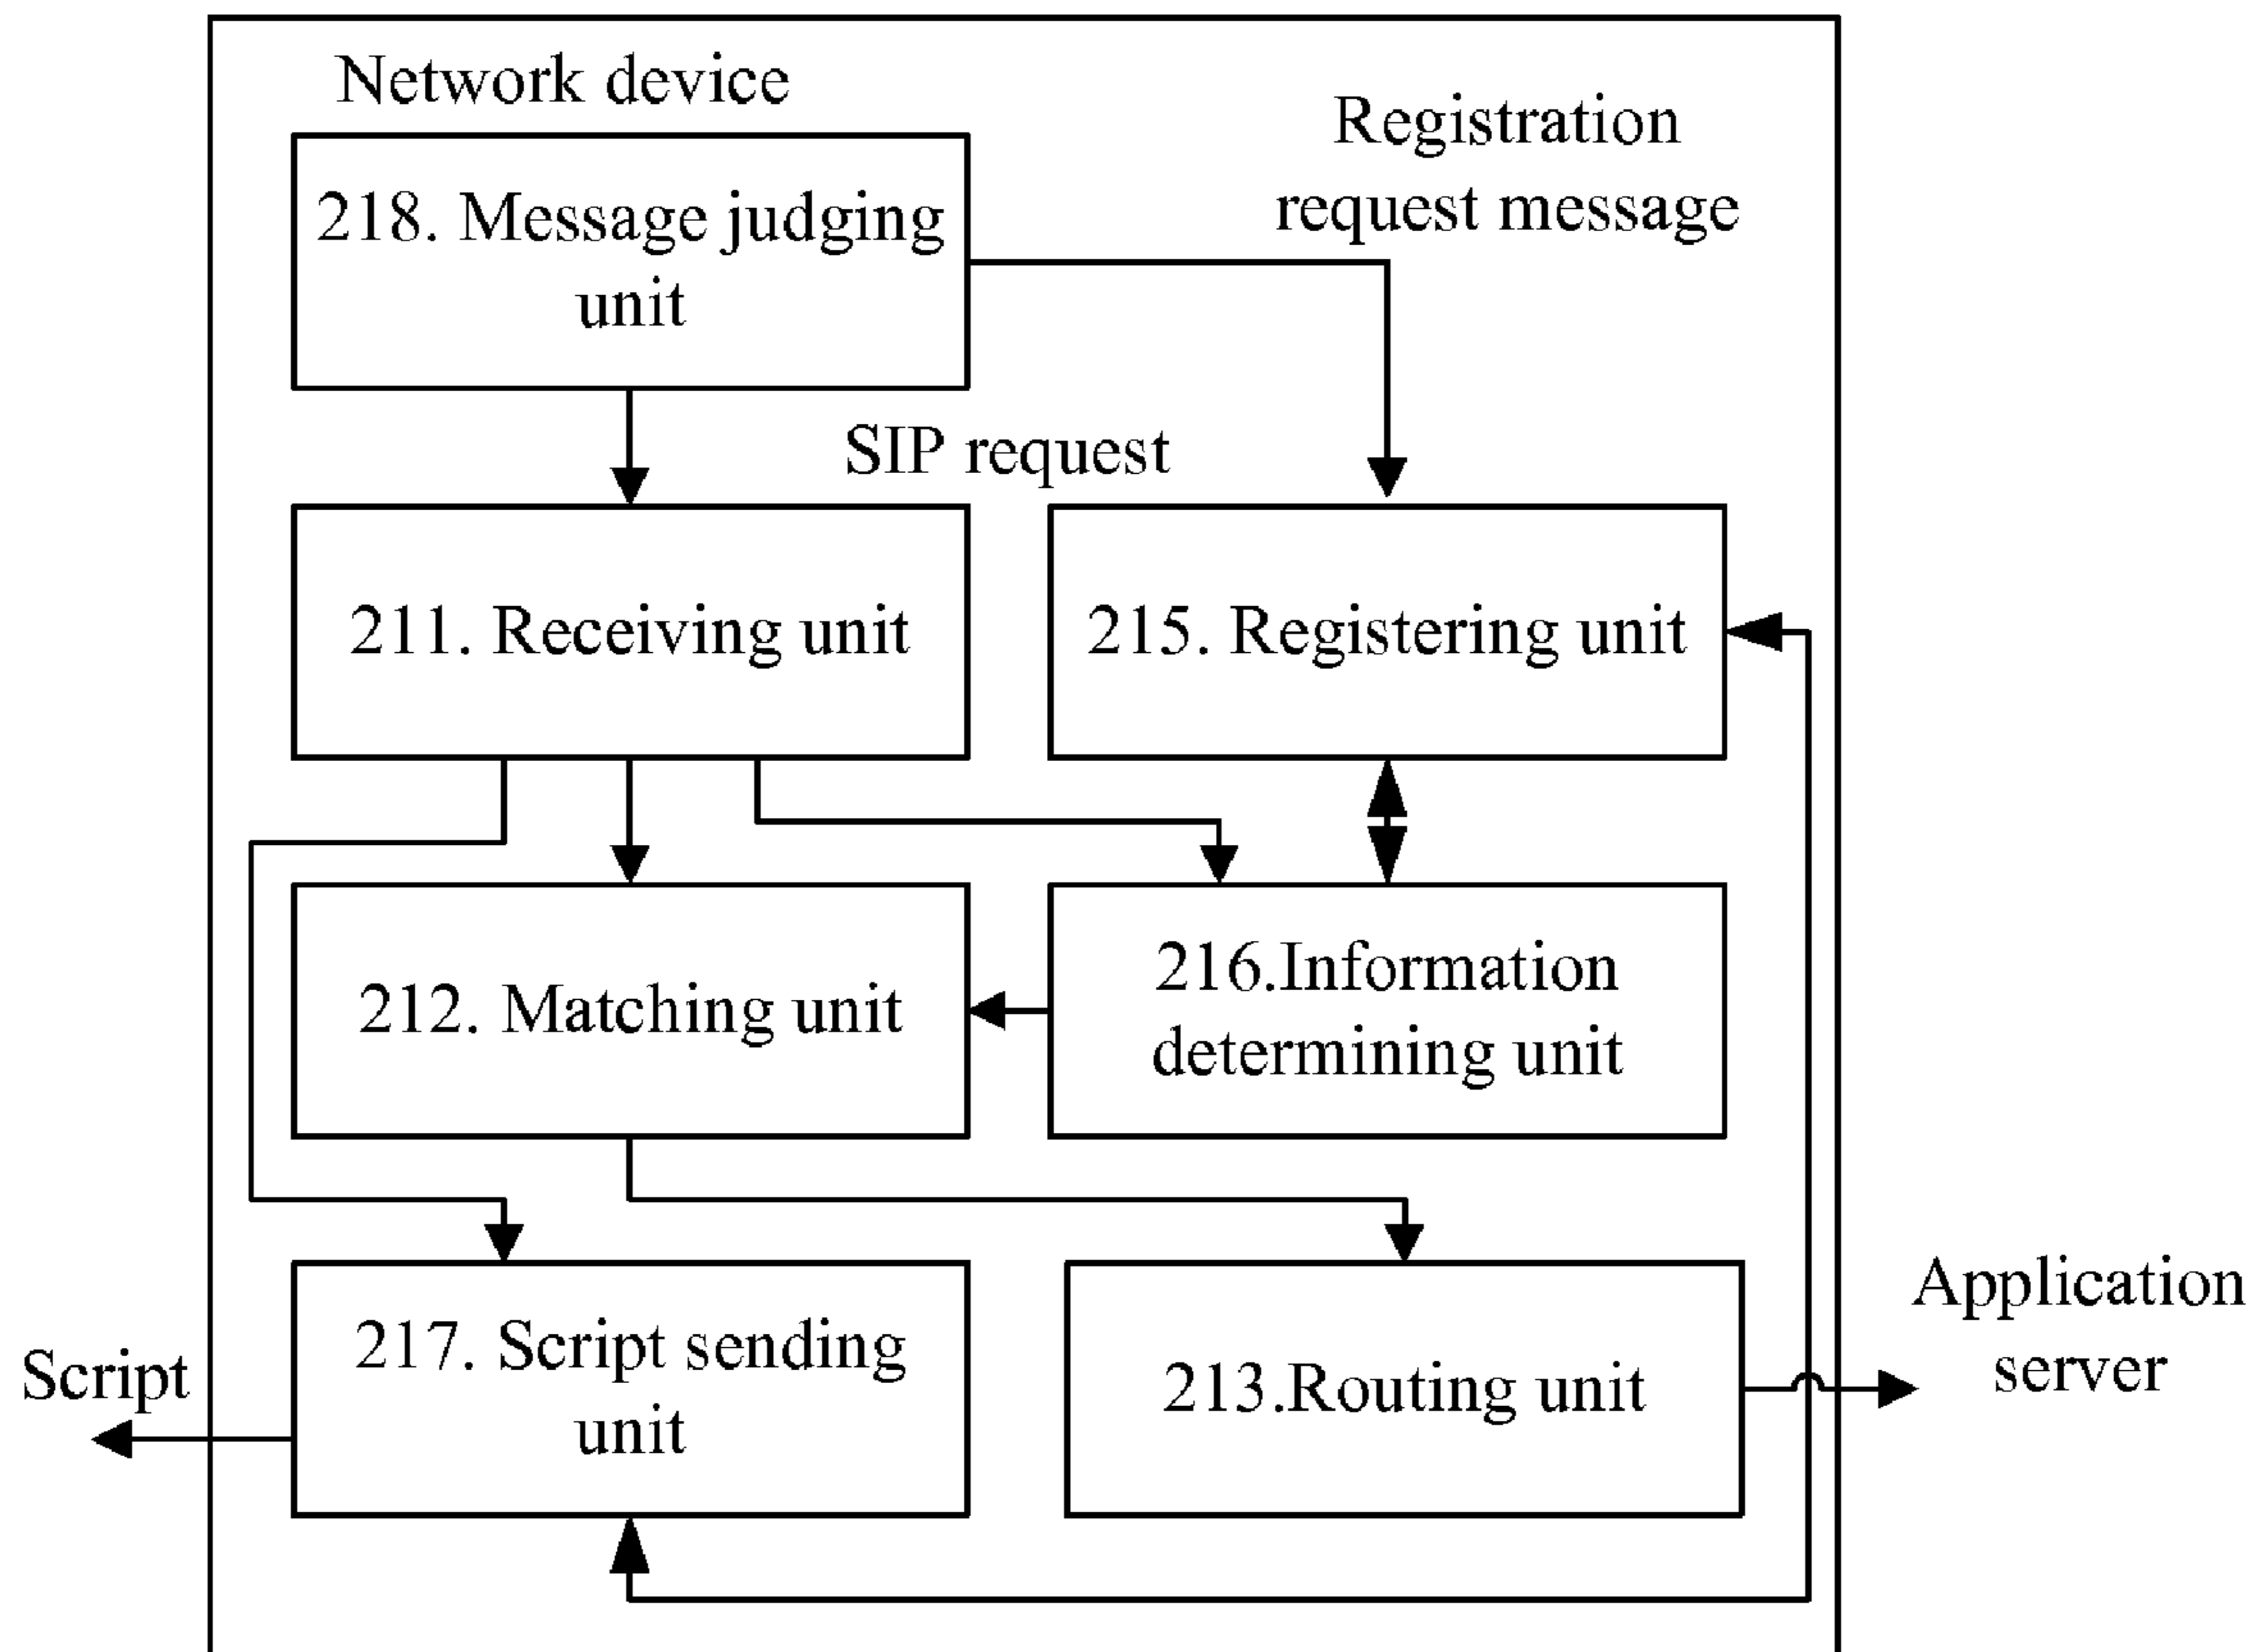 Network device
Registration
request message
218. Message judging
unit
SIP request
211. Receiving unit
215. Registering unit
212. Matching unit
216.Information
determining unit
217. Script sending
unit
213.Routing unit
Script
Application
server